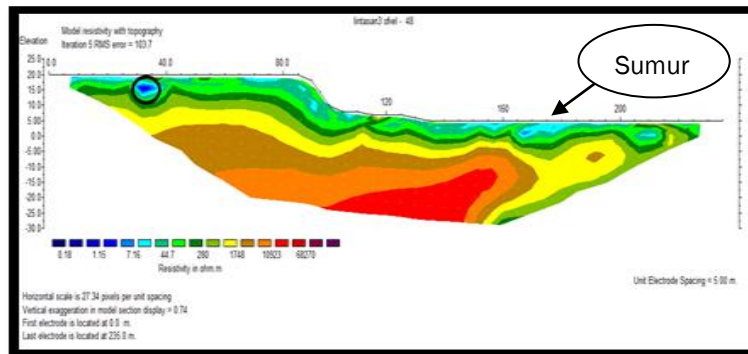 lintasan3 zhel - 48
Model resistivity with topography
Iteration 5 RMS error = 103.7
Elevation
0.0 40.0 80.0 120 160 200
25.0
20.0
15.0
10.0
5.00
0.0
-5.00
-10.0
-15.0
-20.0
-25.0
-30.0
Sumur
0.18 1.15 7.16 44.7 280 1748 10923 68270
Resistivity in ohm.m
Unit Electrode Spacing = 5.00 m.
Horizontal scale is 27.34 pixels per unit spacing
Vertical exaggeration in model section display = 0.74
First electrode is located at 0.0 m.
Last electrode is located at 235.0 m.